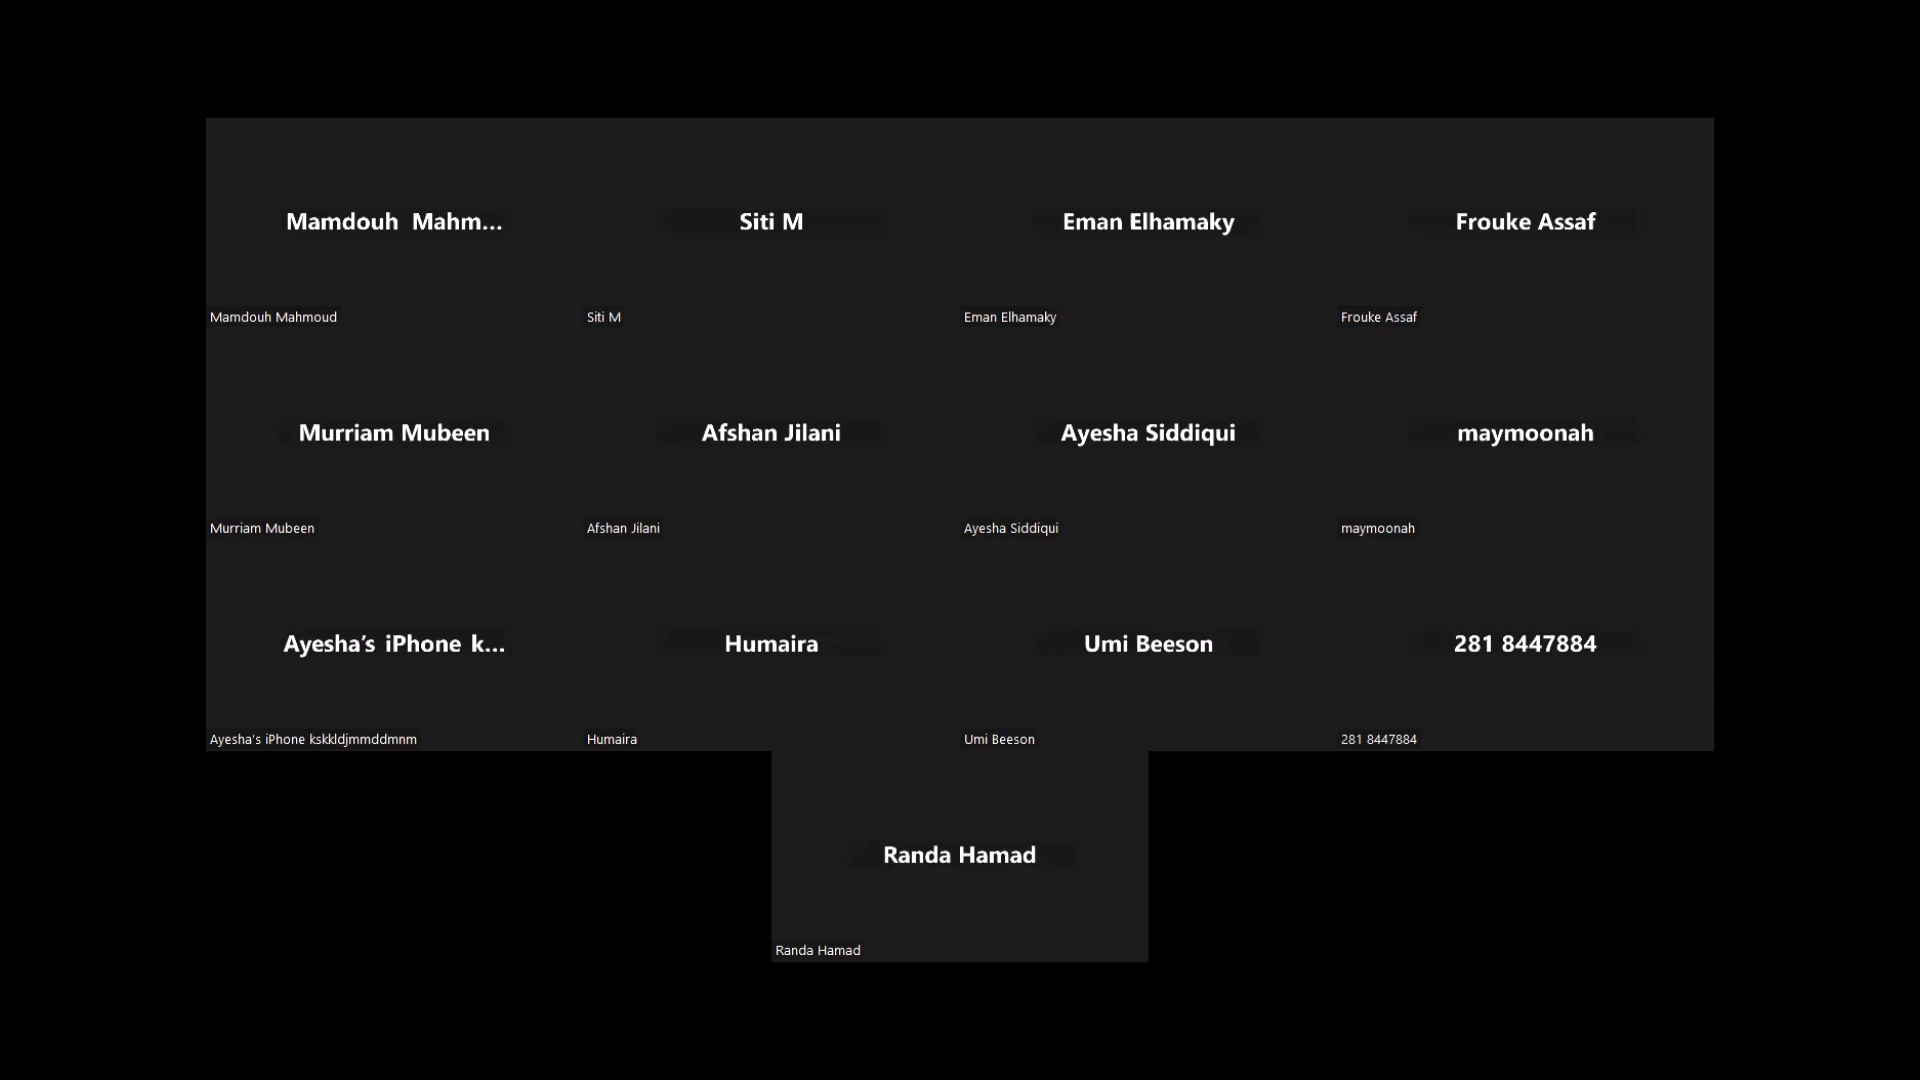 Mamdouh  Mahm...
Siti M
Eman Elhamaky
Frouke Assaf
Mamdouh Mahmoud
Siti M
Eman Elhamaky
Frouke Assaf
Murriam Mubeen
Afshan Jilani
Ayesha Siddiqui
maymoonah
Murriam Mubeen
Afshan Jilani
Ayesha Siddiqui
maymoonah
Ayesha’s iPhone k...
Humaira
Umi Beeson
281 8447884
Ayesha's iPhone kskkldjmmddmnm
Humaira
Umi Beeson
281 8447884
Randa Hamad
Randa Hamad